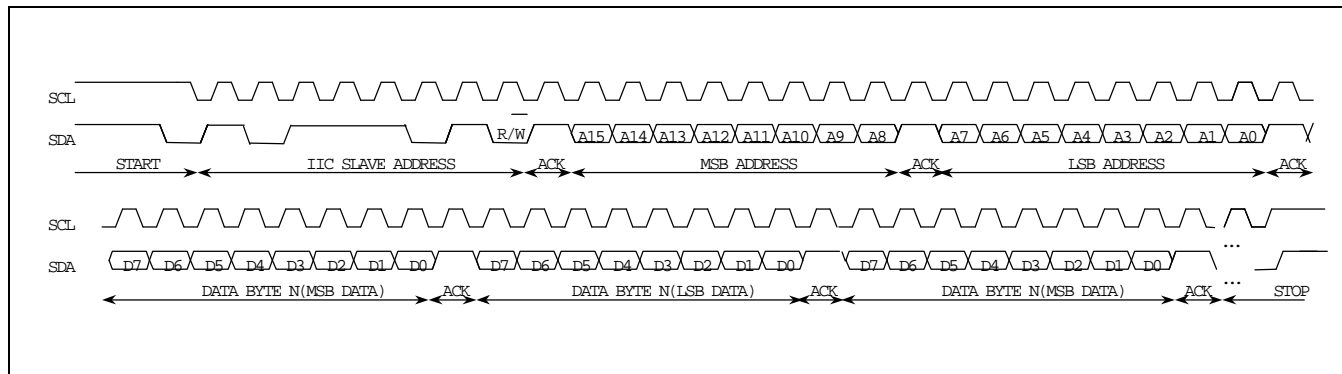 SCL
SDA R/W A15 A14 A13 A12 A11 A10 A9 A8 A7 A6 A5 A4 A3 A2 A1 A0
START IIC SLAVE ADDRESS ACK MSB ADDRESS ACK LSB ADDRESS ACK
SCL
...
SDA D7 D6 D5 D4 D3 D2 D1 D0 D7 D6 D5 D4 D3 D2 D1 D0 D7 D6 D5 D4 D3 D2 D1 D0
...
DATA BYTE N(MSB DATA) ACK DATA BYTE N(LSB DATA) ACK DATA BYTE N(MSB DATA) ACK STOP